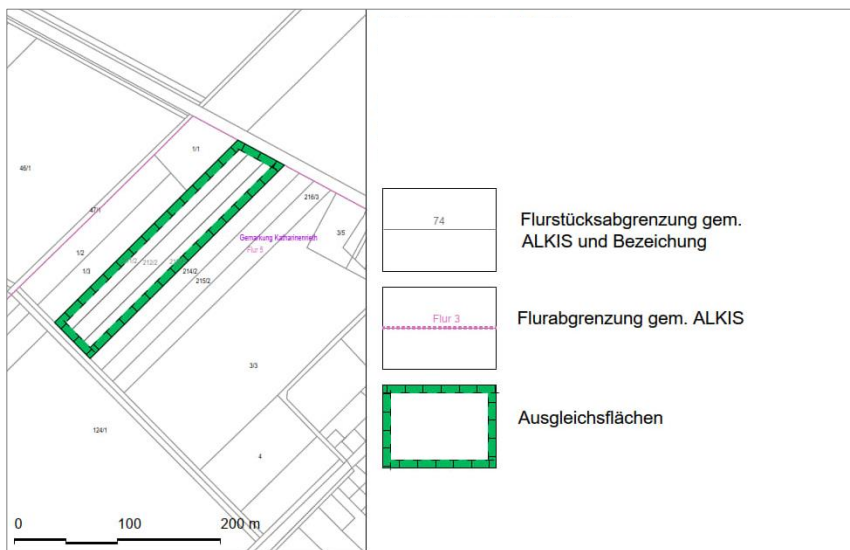 1/1
46/1
216/3
47/1
3/5
Gemarkung Katharinenrieth
Flur 5
1/2
212/2
1/3
214/2
215/2
3/3
124/1
4
0 100 200 m
74
Flurstücksabgrenzung gem.
ALKIS und Bezeichung
Flur 3
Flurabgrenzung gem. ALKIS
Ausgleichsflächen